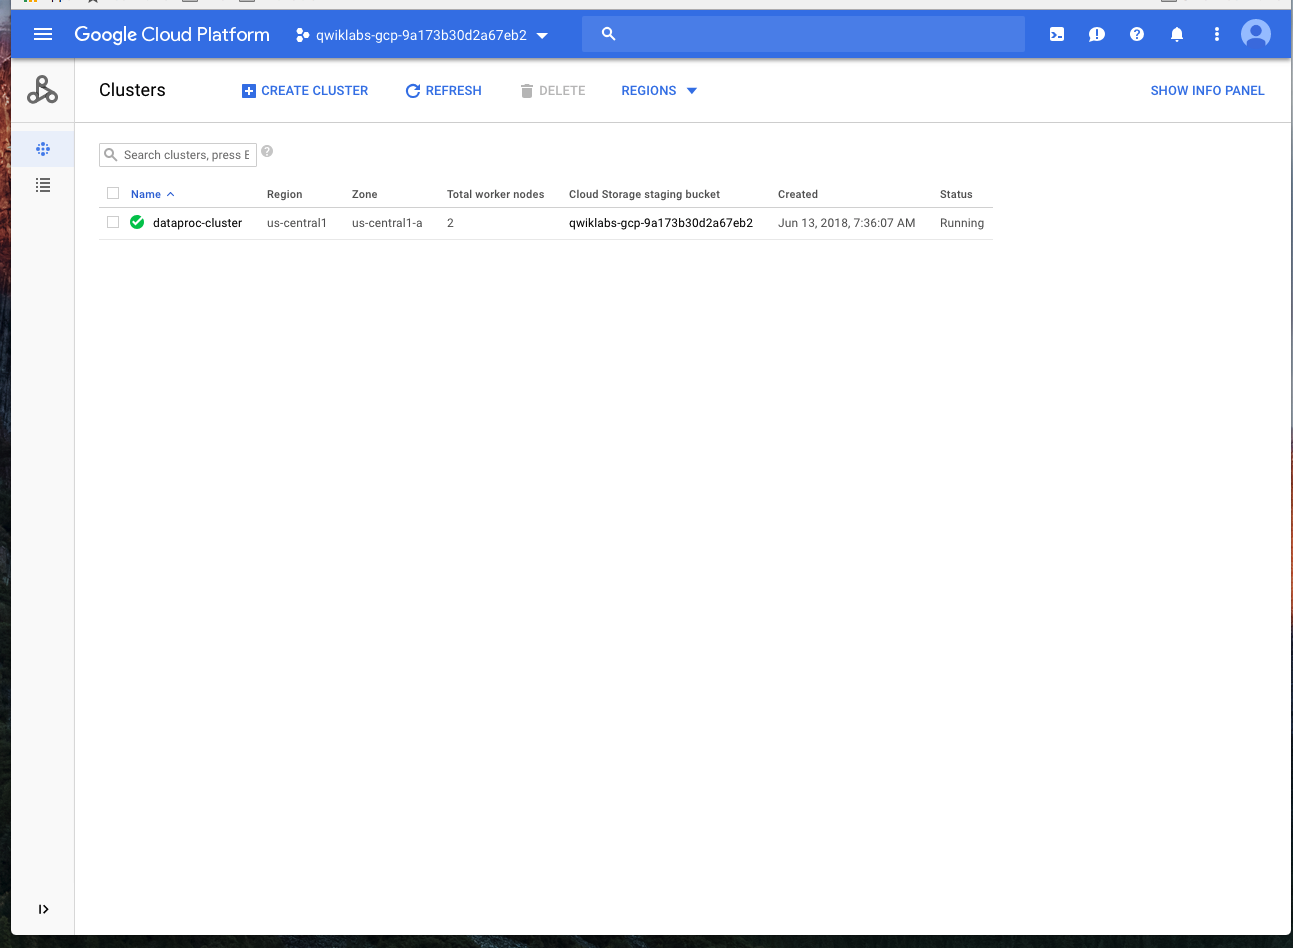 Google Cloud Platform qwiklabs-gcp-9a173b30d2a67eb2
Clusters CREATE CLUSTER REFRESH DELETE REGIONS SHOW INFO PANEL
Search clusters, press E
Name Region Zone Total worker nodes Cloud Storage staging bucket Created Status
dataproc-cluster us-central1 us-central1-a 2 qwiklabs-gcp-9a173b30d2a67eb2 Jun 13, 2018, 7:36:07 AM Running